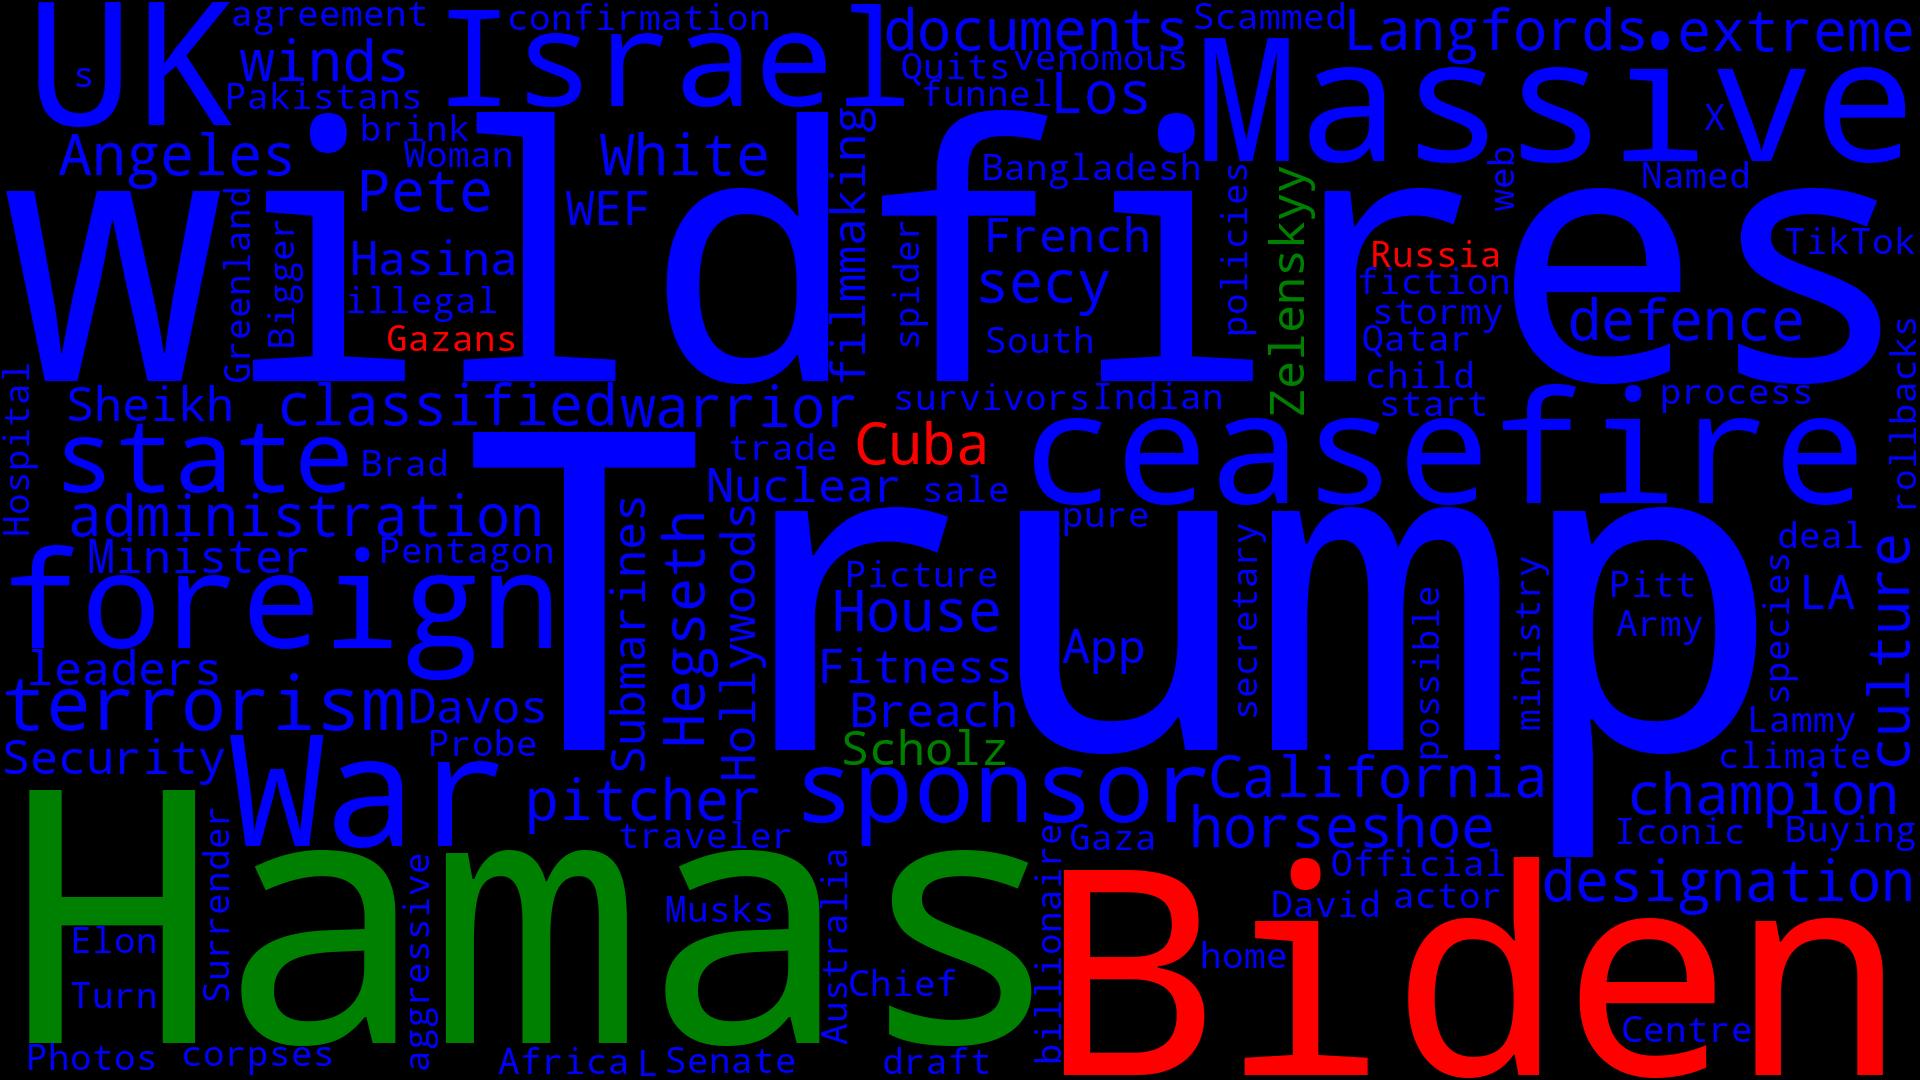 UK
s
agreement
winds
Pakistans
Israel
confirmation
documents
Quits
venomous
funnel
Los
Scammed
Massive
Langfords
extreme
X
Angeles
brink
Woman
White
Pete
WEF
filmmaking
Bangladesh
web
Named
wildfires
Greenland
Bigger
Hasina
illegal
Gazans
spider
French
secy
South
policies
Zelenskyy
Russia
fiction
stormy
Qatar
child
start
TikTok
defence
Hospital
Sheikh
classified
warrior
survivors
Indian
process
rollbacks
state
Brad
trade
Cuba
ceasefire
Nuclear
sale
pure
administration
Minister
Pentagon
foreign
Trump
Submarines
Hegseth
Hollywoods
Picture
House
App
Fitness
Breach
Scholz
secretary
possible
ministry
Pitt
Army
deal
species
LA
culture
leaders
terrorism
Davos
Probe
Security
War
pitcher
traveler
sponsor
California
Lammy
climate
champion
horseshoe
Iconic
Buying
Gaza
Official
David
actor
designation
Hamas
Surrender
aggressive
Musks
Australia
Chief
billionaire
Biden
home
Centre
Elon
Turn
Photos
corpses
Africa
L
Senate
draft